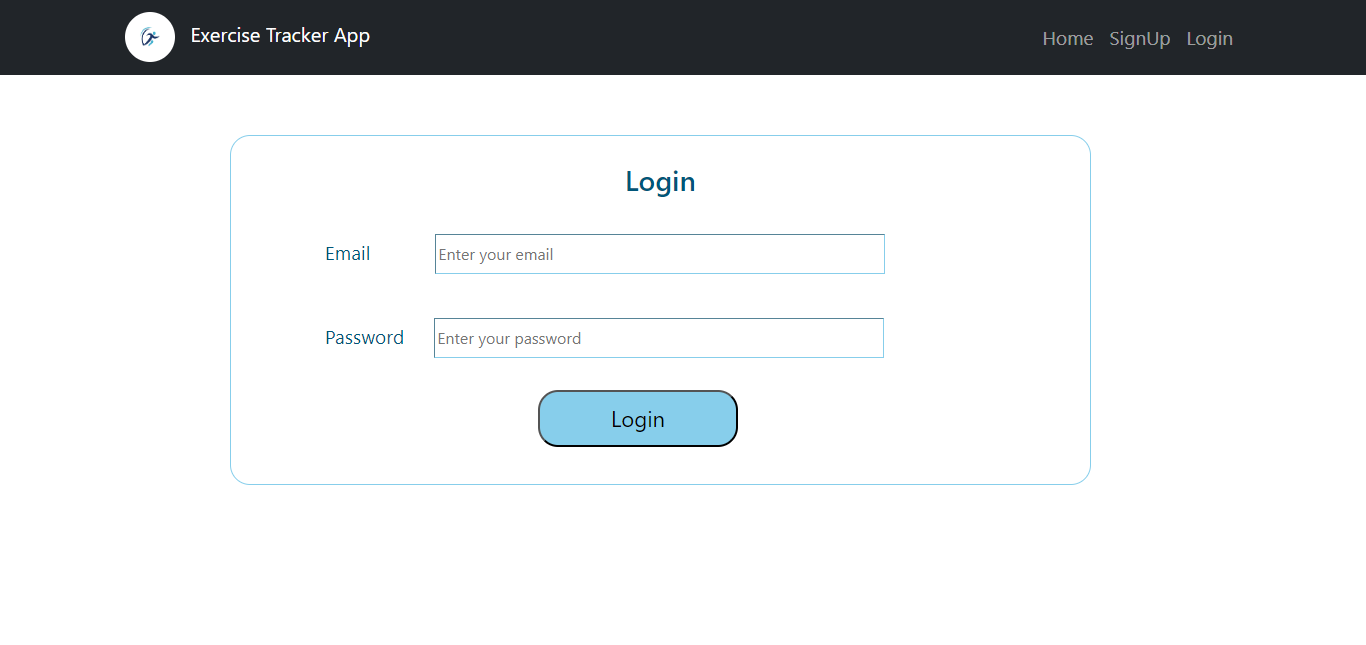 Exercise Tracker App
Home SignUp Login
Login
Email Enter your email
Password Enter your password
Login